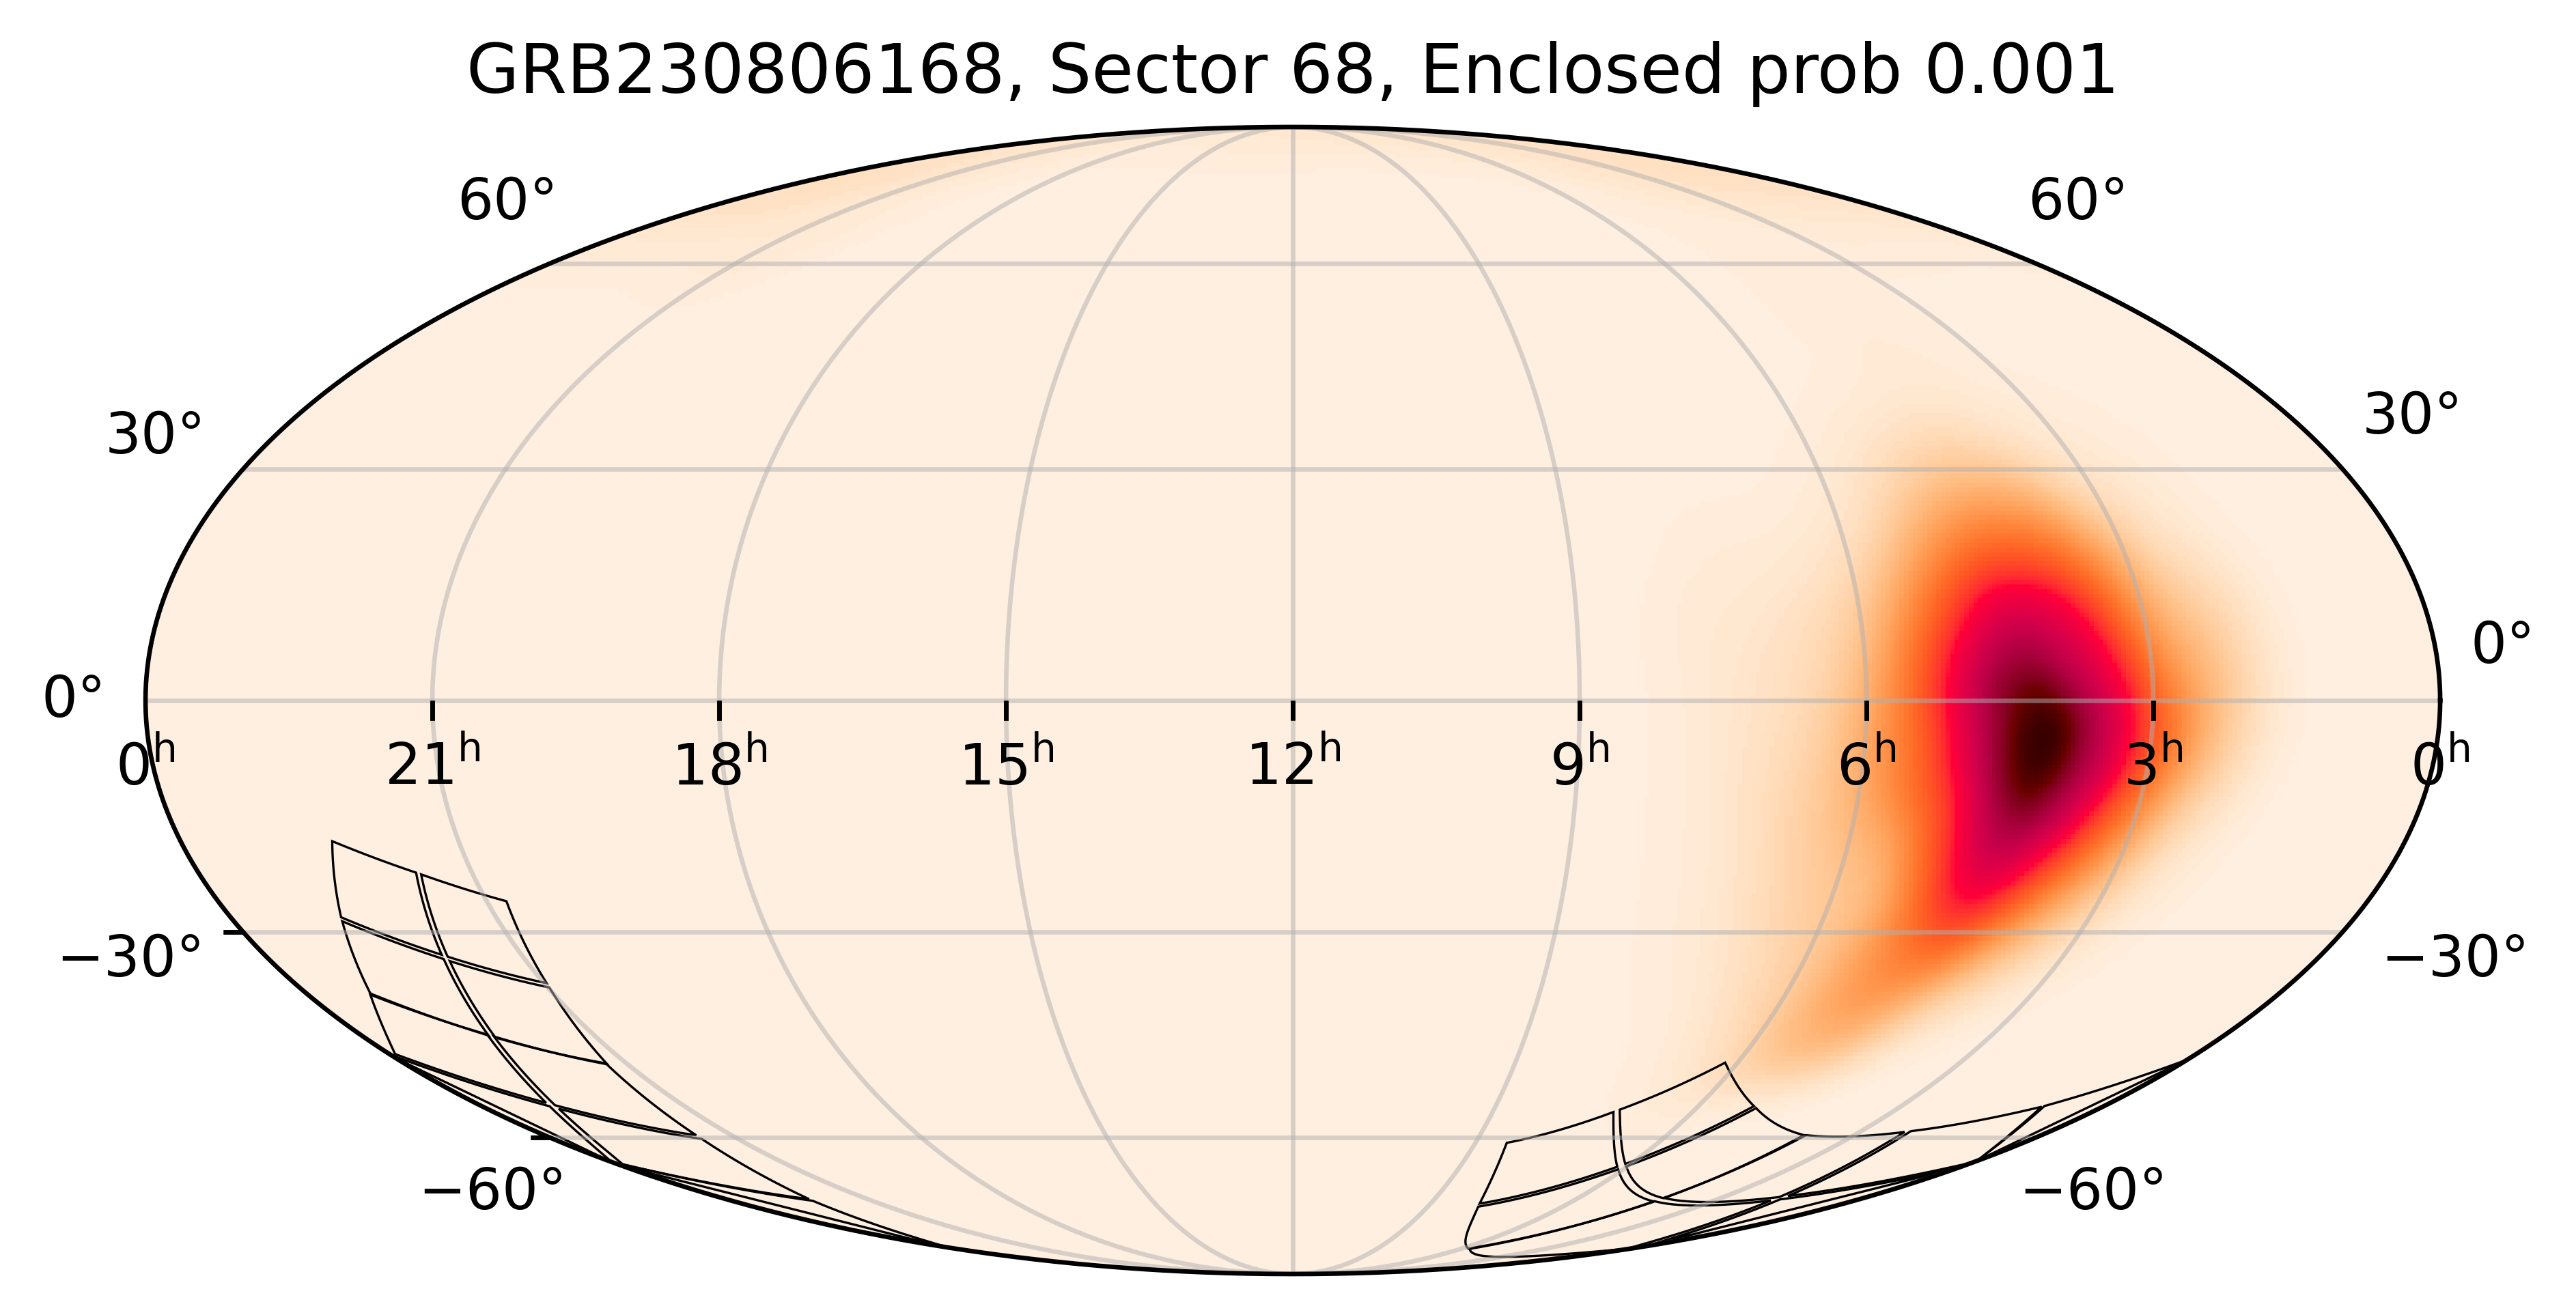 GRB230806168, Sector 68, Enclosed prob 0.001
60° 60°
30° 30°
0° 0°
0ʰ 21ʰ 18ʰ 15ʰ 12ʰ 9ʰ 6ʰ 3ʰ 0ʰ
−30° −30°
−60° −60°